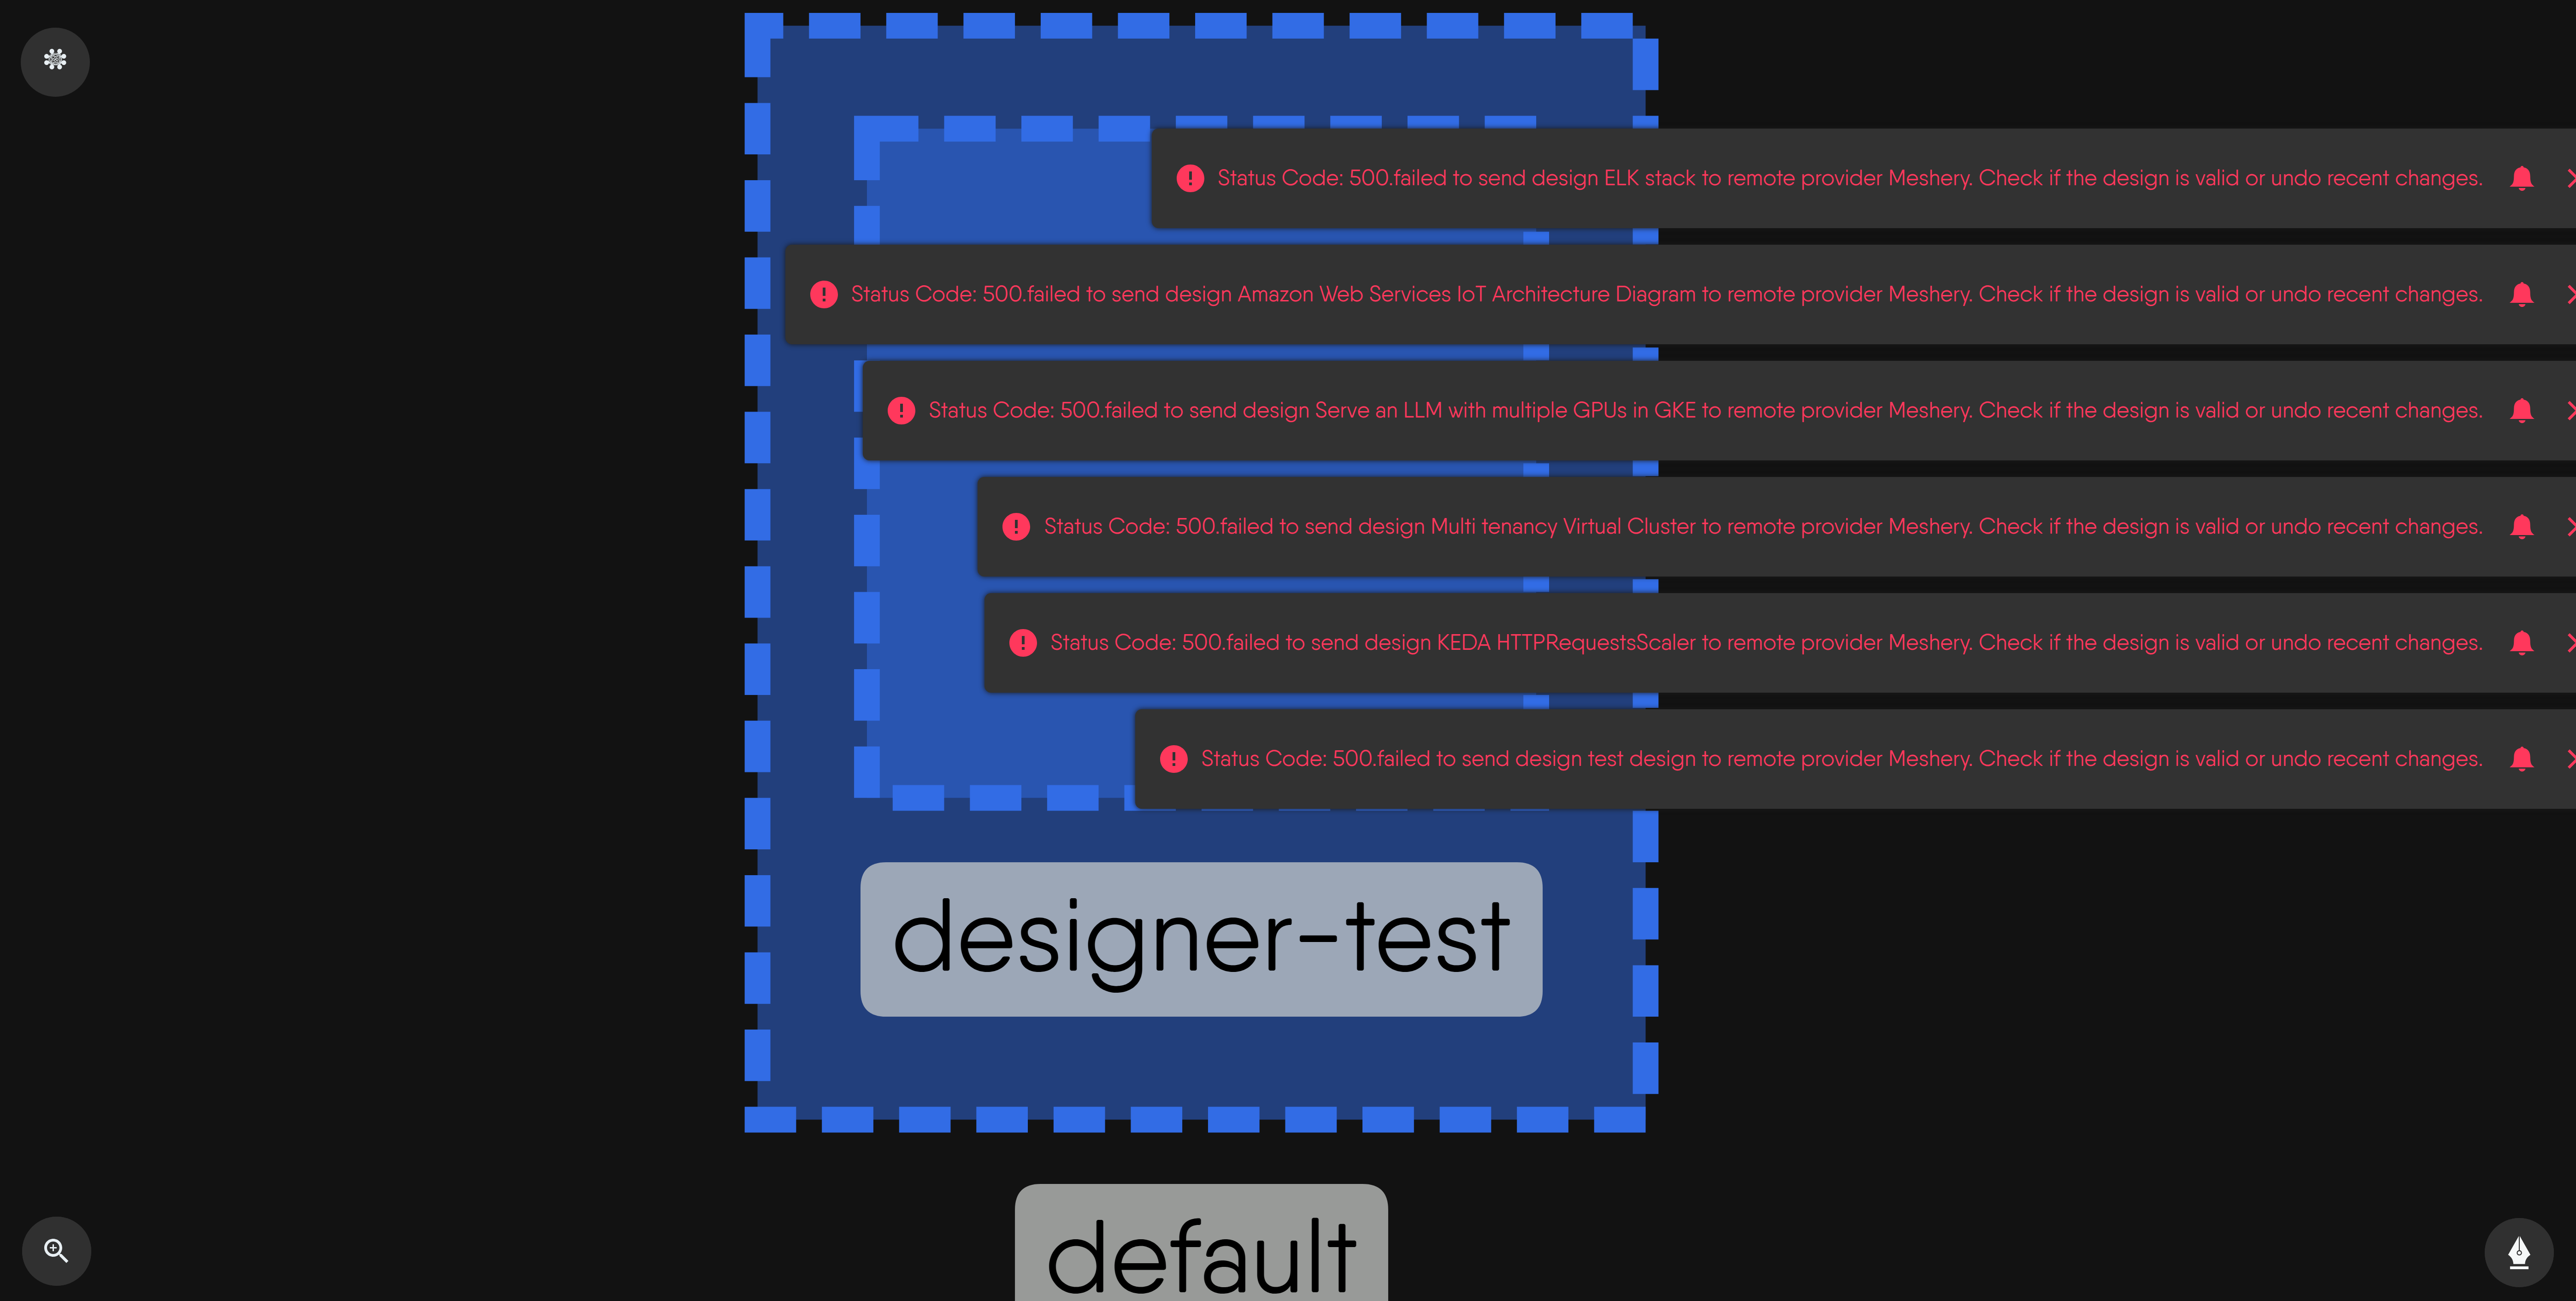 Status Code: 500.failed to send design ELK stack to remote provider Meshery. Check if the design is valid or undo recent changes.
Status Code: 500.failed to send design Amazon Web Services IoT Architecture Diagram to remote provider Meshery. Check if the design is valid or undo recent changes.
Status Code: 500.failed to send design Serve an LLM with multiple GPUs in GKE to remote provider Meshery. Check if the design is valid or undo recent changes.
Status Code: 500.failed to send design Multi tenancy Virtual Cluster to remote provider Meshery. Check if the design is valid or undo recent changes.
Status Code: 500.failed to send design KEDA HTTPRequestsScaler to remote provider Meshery. Check if the design is valid or undo recent changes.
Status Code: 500.failed to send design test design to remote provider Meshery. Check if the design is valid or undo recent changes.
designer-test
default